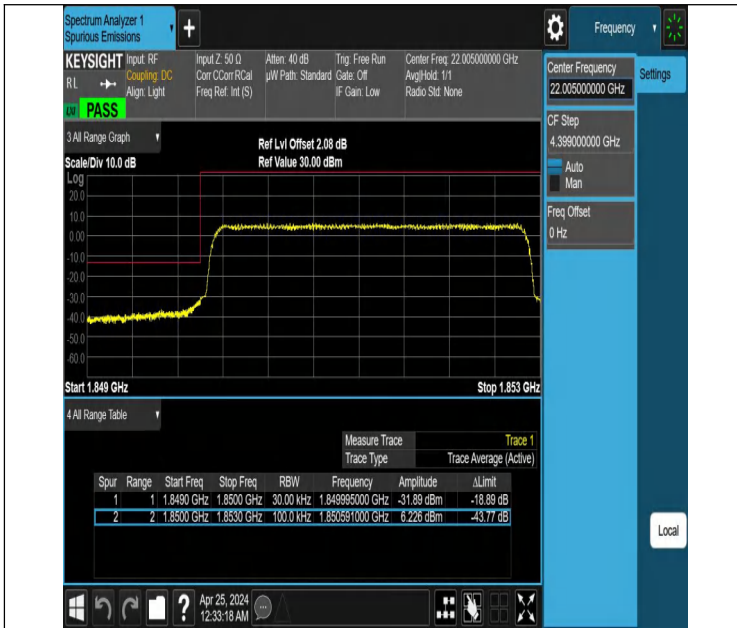 Spectrum Analyzer 1
Spurious Emissions
Frequency
KEYSIGHT
RL
Input: RF
Coupling: DC
Align: Light
Input Z: 50 Ω
Corr CCorr RCal
Freq Ref: Int (S)
Atten: 40 dB
µW Path: Standard
Trig: Free Run
Gate: Off
IF Gain: Low
Center Freq: 22.005000000 GHz
Avg|Hold: 1/1
Radio Std: None
PASS
Center Frequency
22.005000000 GHz
Settings
CF Step
4.399000000 GHz
Auto
Man
Freq Offset
0 Hz
3 All Range Graph
Scale/Div 10.0 dB
Ref Lvl Offset 2.08 dB
Ref Value 30.00 dBm
Log
20.0
10.0
0.00
-10.0
-20.0
-30.0
-40.0
-50.0
-60.0
Start 1.849 GHz
Stop 1.853 GHz
4 All Range Table
Measure Trace Trace 1
Trace Type Trace Average (Active)
Spur Range Start Freq Stop Freq RBW Frequency Amplitude ΔLimit
1 1 1.8490 GHz 1.8500 GHz 30.00 kHz 1.849995000 GHz -31.89 dBm -18.89 dB
2 2 1.8500 GHz 1.8530 GHz 100.0 kHz 1.850591000 GHz 6.226 dBm -43.77 dB
Local
Apr 25, 2024
12:33:18 AM